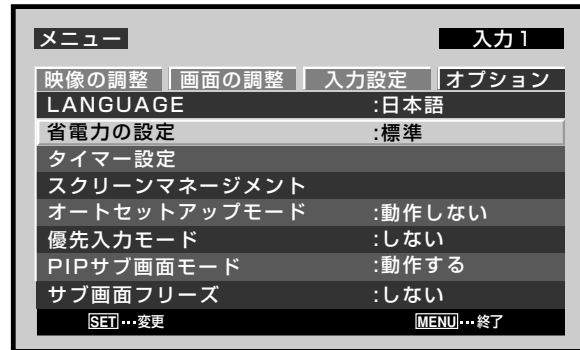 メニュー 入力1
映像の調整 画面の調整 入力設定 オプション
LANGUAGE :日本語
省電力の設定 :標準
タイマー設定
スクリーンマネージメント
オートセットアップモード :動作しない
優先入力モード :しない
PIPサブ画面モード :動作する
サブ画面フリーズ :しない
SET…変更 MENU…終了